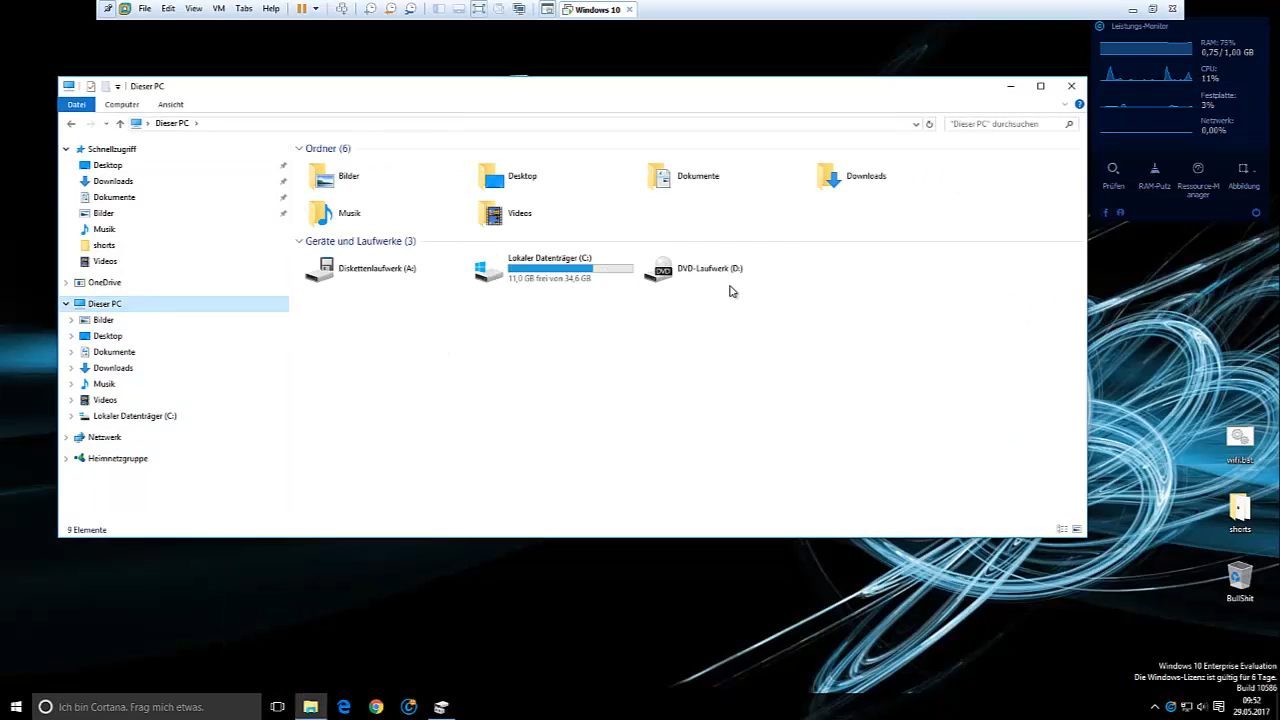 File Edit View VM Tabs Help
Windows 10
Leistungs-Monitor
RAM: 75%
0,75/1,00 GB
CPU:
11%
Festplatte:
3%
Netzwerk:
0,00%
Prüfen RAM-Putz Ressource-Manager Abbildung
Dieser PC
Datei Computer Ansicht
Dieser PC
"Dieser PC" durchsuchen
Schnellzugriff
Desktop
Downloads
Dokumente
Bilder
Musik
shorts
Videos
OneDrive
Dieser PC
Bilder
Desktop
Dokumente
Downloads
Musik
Videos
Lokaler Datenträger (C:)
Netzwerk
Heimnetzgruppe
Ordner (6)
Bilder Desktop Dokumente Downloads
Musik Videos
Geräte und Laufwerke (3)
Diskettenlaufwerk (A:)
Lokaler Datenträger (C:)
11,0 GB frei von 34,6 GB
DVD
DVD-Laufwerk (D:)
9 Elemente
wifi.bat
shorts
BullShit
Windows 10 Enterprise Evaluation
Die Windows-Lizenz ist gültig für 6 Tage.
Build 10586
Ich bin Cortana. Frag mich etwas.
09:52
29.05.2017